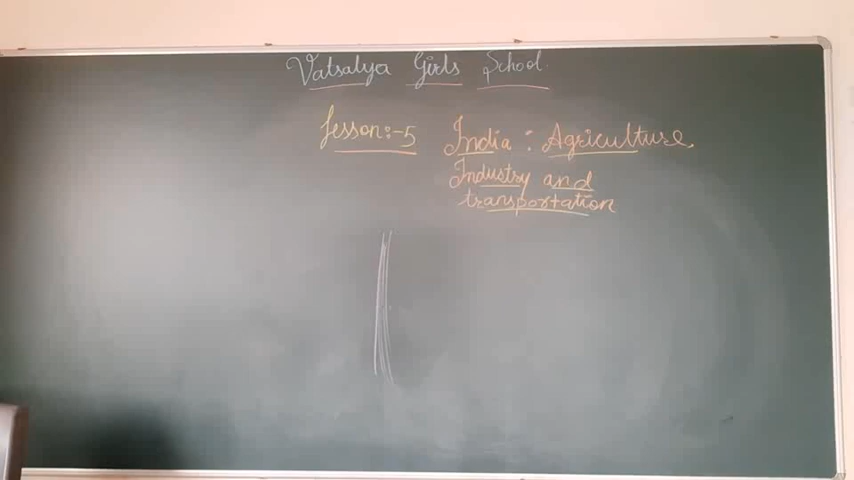 Vatsalya Girls School
Lesson:-5 India : Agriculture
Industry and
transportation